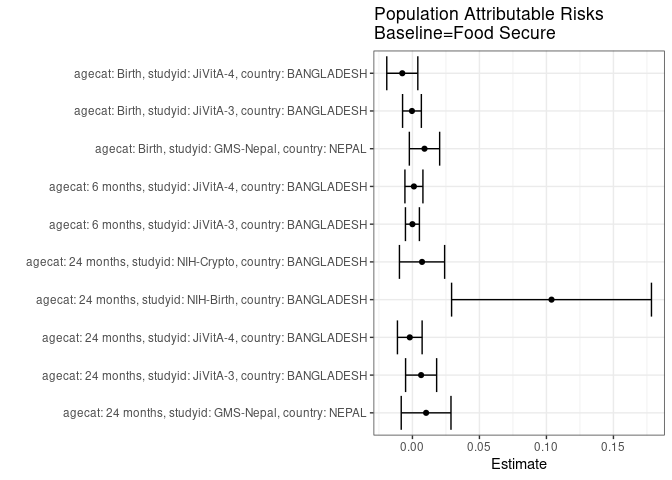 Population Attributable Risks
Baseline=Food Secure
agecat: Birth, studyid: JiVitA-4, country: BANGLADESH
agecat: Birth, studyid: JiVitA-3, country: BANGLADESH
agecat: Birth, studyid: GMS-Nepal, country: NEPAL
agecat: 6 months, studyid: JiVitA-4, country: BANGLADESH
agecat: 6 months, studyid: JiVitA-3, country: BANGLADESH
agecat: 24 months, studyid: NIH-Crypto, country: BANGLADESH
agecat: 24 months, studyid: NIH-Birth, country: BANGLADESH
agecat: 24 months, studyid: JiVitA-4, country: BANGLADESH
agecat: 24 months, studyid: JiVitA-3, country: BANGLADESH
agecat: 24 months, studyid: GMS-Nepal, country: NEPAL
0.00 0.05 0.10 0.15
Estimate